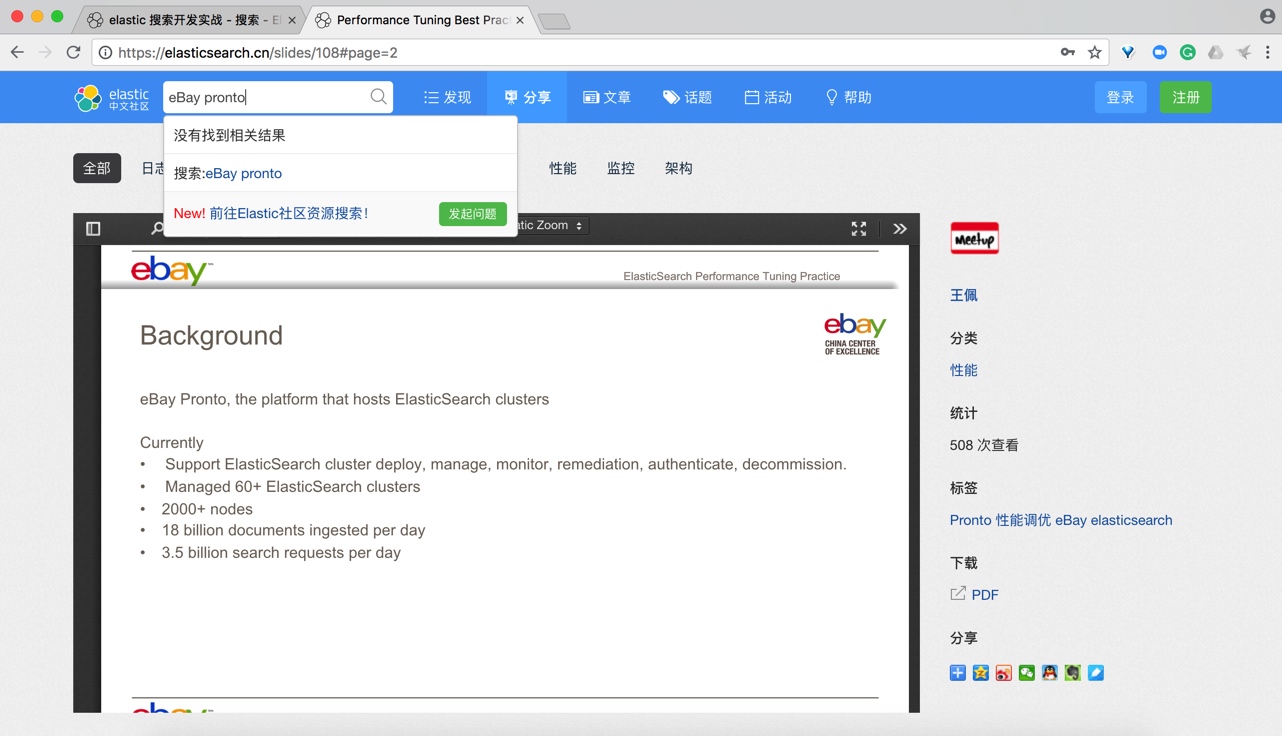 elastic 搜索开发实战 - 搜索 - El
Performance Tuning Best Prac
https://elasticsearch.cn/slides/108#page=2
elastic
中文社区
eBay pronto
发现
分享
文章
话题
活动
帮助
登录
注册
没有找到相关结果
搜索:eBay pronto
New! 前往Elastic社区资源搜索!
发起问题
全部
日志
性能
监控
架构
atic Zoom
ebay
ElasticSearch Performance Tuning Practice
Background
ebay
CHINA CENTER
OF EXCELLENCE
eBay Pronto, the platform that hosts ElasticSearch clusters
Currently
• Support ElasticSearch cluster deploy, manage, monitor, remediation, authenticate, decommission.
• Managed 60+ ElasticSearch clusters
• 2000+ nodes
• 18 billion documents ingested per day
• 3.5 billion search requests per day
ebay
Meetup
王佩
分类
性能
统计
508 次查看
标签
Pronto 性能调优 eBay elasticsearch
下载
PDF
分享